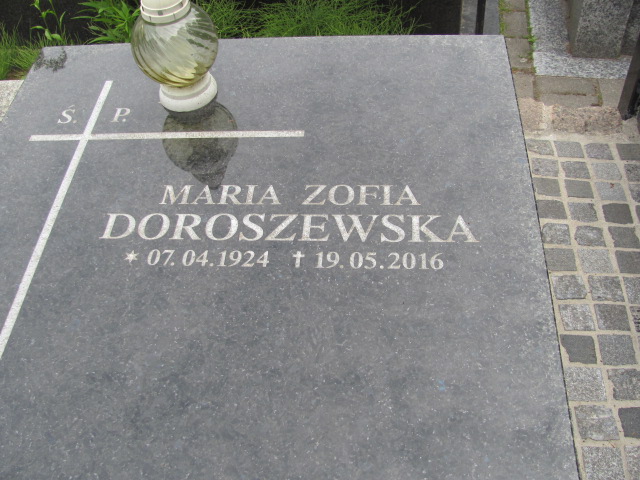 Ś. P.
MARIA ZOFIA
DOROSZEWSKA
* 07.04.1924 † 19.05.2016